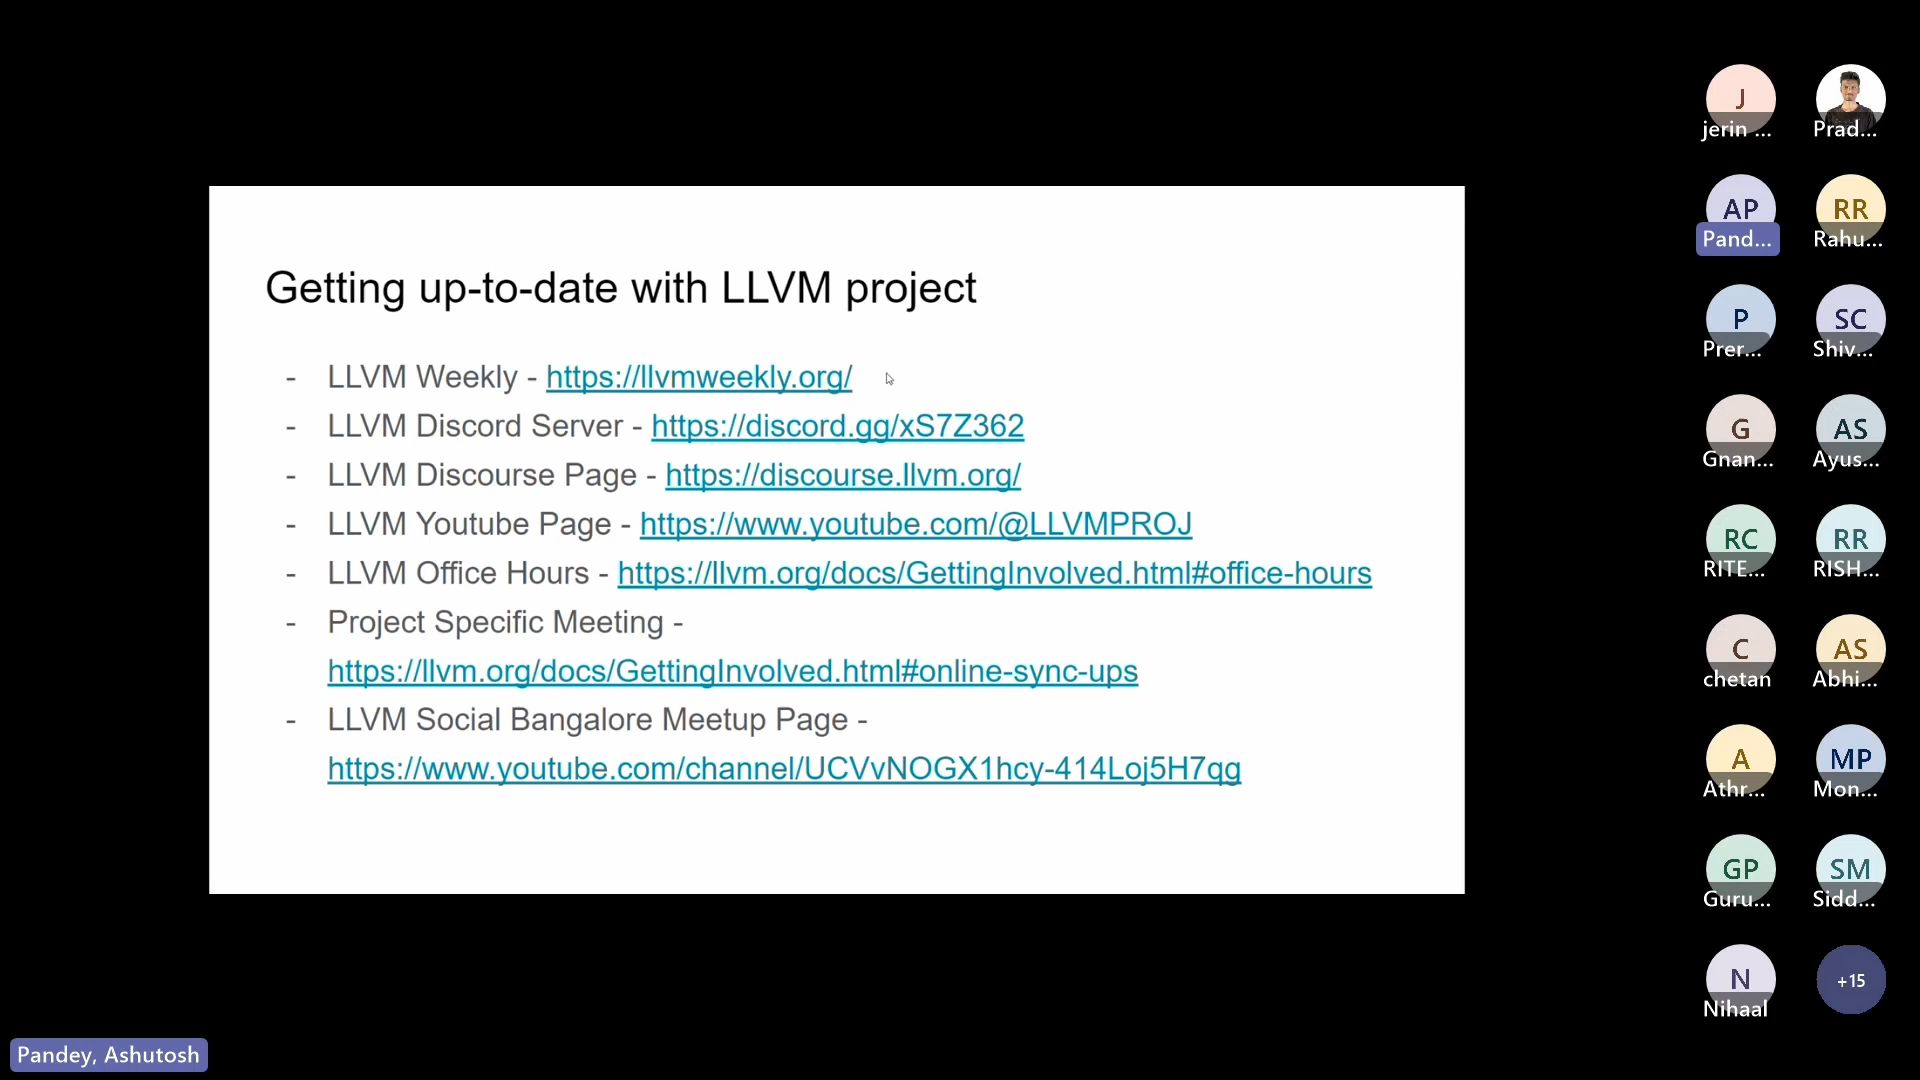 Getting up-to-date with LLVM project
- LLVM Weekly - https://llvmweekly.org/
- LLVM Discord Server - https://discord.gg/xS7Z362
- LLVM Discourse Page - https://discourse.llvm.org/
- LLVM Youtube Page - https://www.youtube.com/@LLVMPROJ
- LLVM Office Hours - https://llvm.org/docs/GettingInvolved.html#office-hours
- Project Specific Meeting -
https://llvm.org/docs/GettingInvolved.html#online-sync-ups
- LLVM Social Bangalore Meetup Page -
https://www.youtube.com/channel/UCVvNOGX1hcy-414Loj5H7qg
J
jerin ...
Prad...
AP
Pand...
RR
Rahu...
P
Prer...
SC
Shiv...
G
Gnan...
AS
Ayus...
RC
RITE...
RR
RISH...
C
chetan
AS
Abhi...
A
Athr...
MP
Mon...
GP
Guru...
SM
Sidd...
N
Nihaal
+15
Pandey, Ashutosh